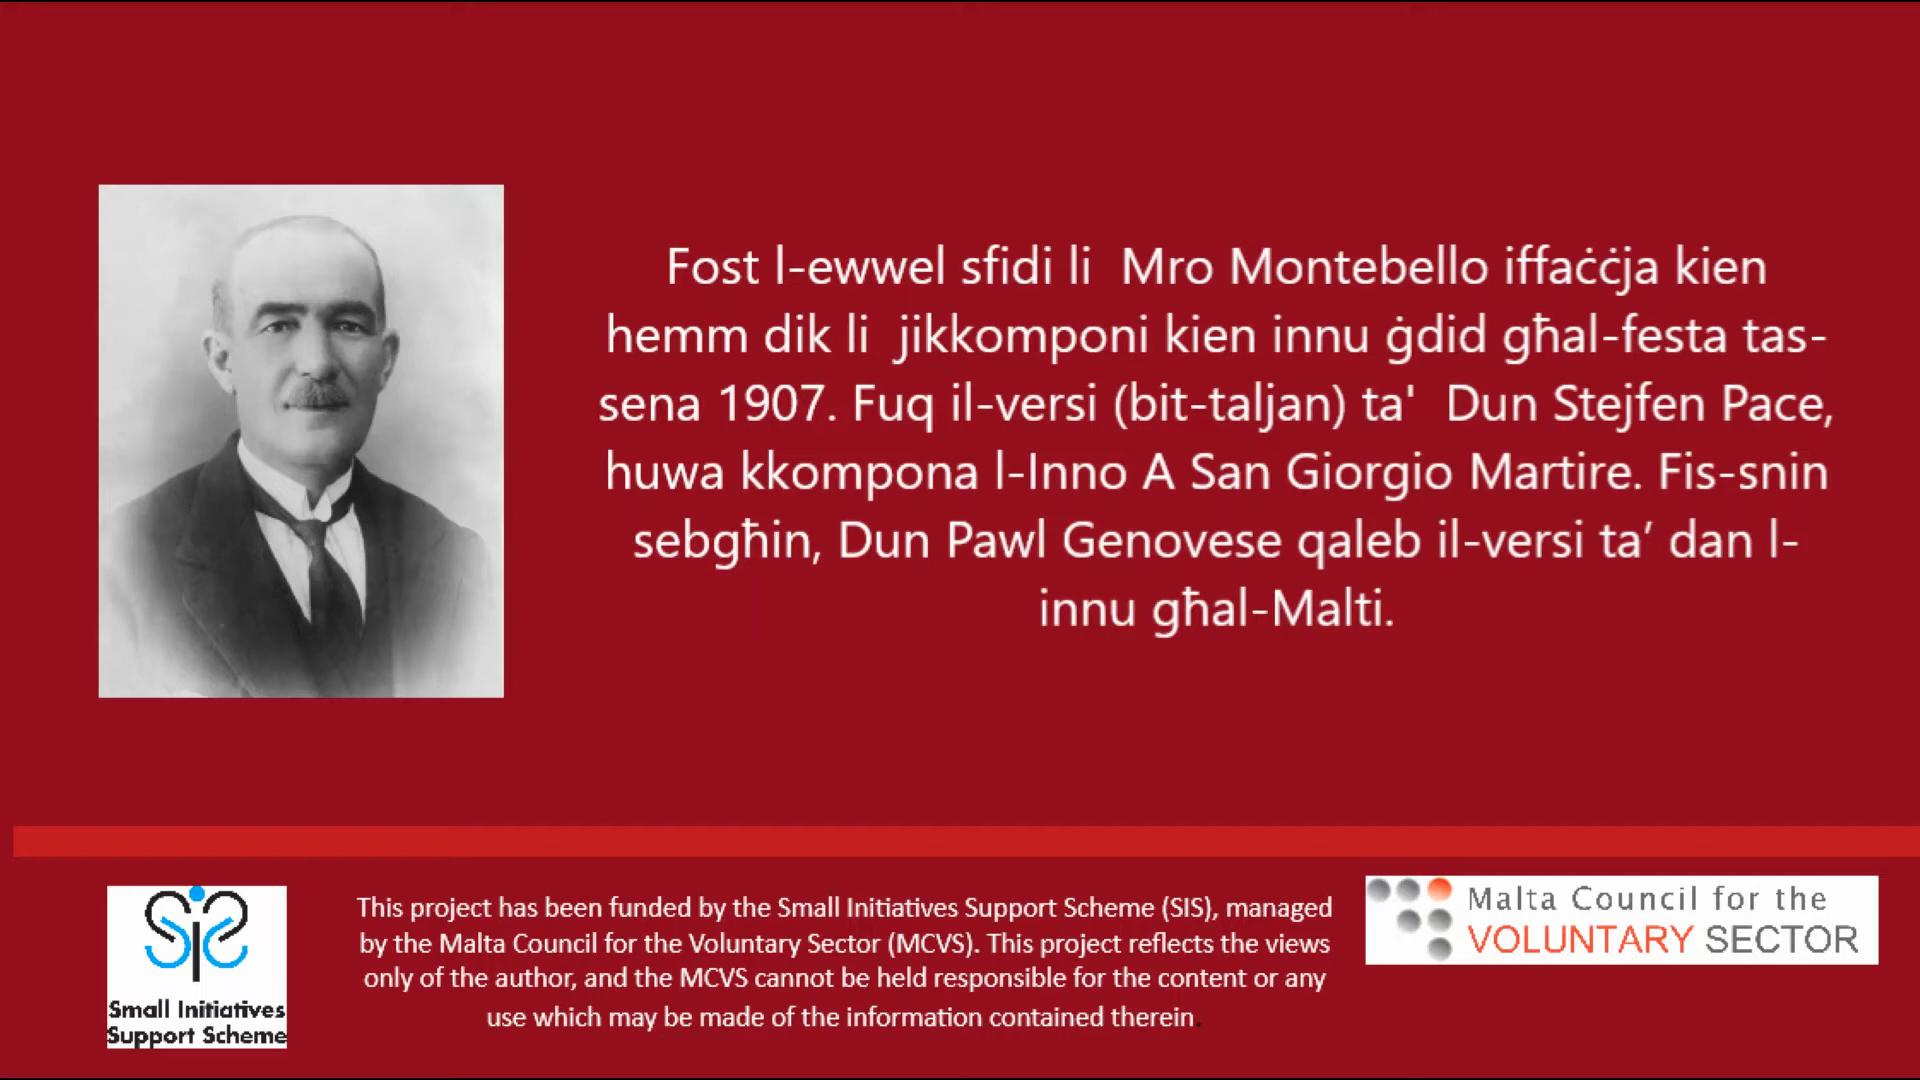 Fost l-ewwel sfidi li  Mro Montebello iffaċċja kien
hemm dik li  jikkomponi kien innu ġdid għal-festa tas-
sena 1907. Fuq il-versi (bit-taljan) ta'  Dun Stejfen Pace,
huwa kkompona l-Inno A San Giorgio Martire. Fis-snin
sebgħin, Dun Pawl Genovese qaleb il-versi ta’ dan l-
innu għal-Malti.
Small Initiatives
Support Scheme
This project has been funded by the Small Initiatives Support Scheme (SIS), managed
by the Malta Council for the Voluntary Sector (MCVS). This project reflects the views
only of the author, and the MCVS cannot be held responsible for the content or any
use which may be made of the information contained therein.
Malta Council for the
VOLUNTARY SECTOR